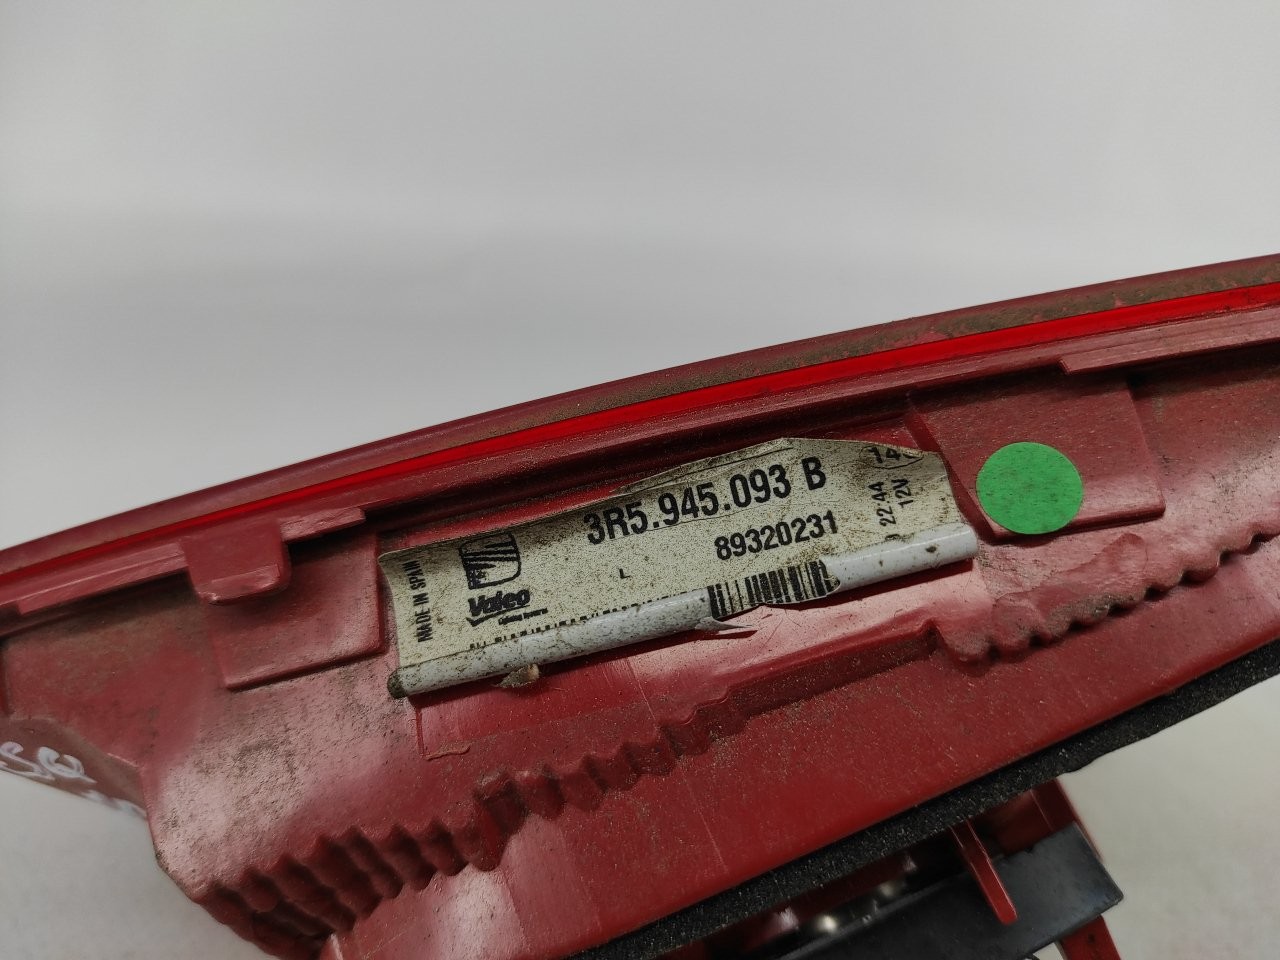 MADE IN SPAIN
Valeo
3R5.945.093 B
L
89320231
22:44
12V